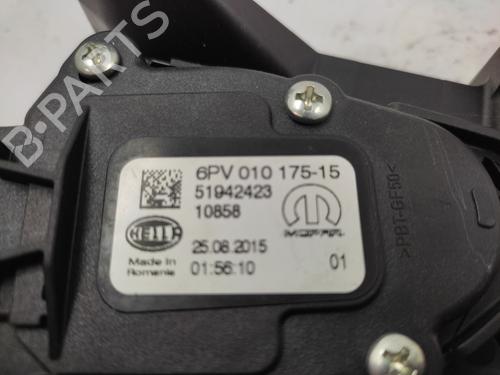 B-PARTS
6PV 010 175-15
51942423
10858
HELLA
MOPAR
25.08.2015
Made In
Romania
01:56:10
01
>PBT-GF50<